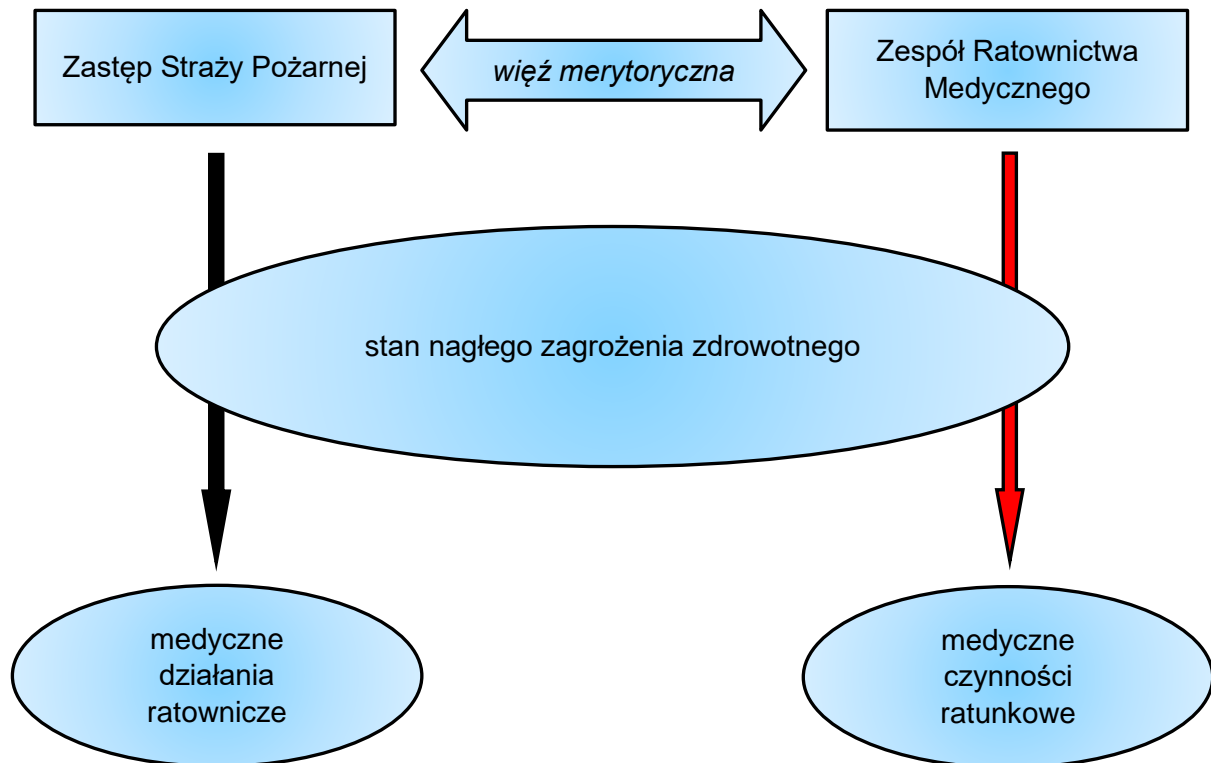 Zastęp Straży Pożarnej
więź merytoryczna
Zespół Ratownictwa
Medycznego
stan nagłego zagrożenia zdrowotnego
medyczne
działania
ratownicze
medyczne
czynności
ratunkowe